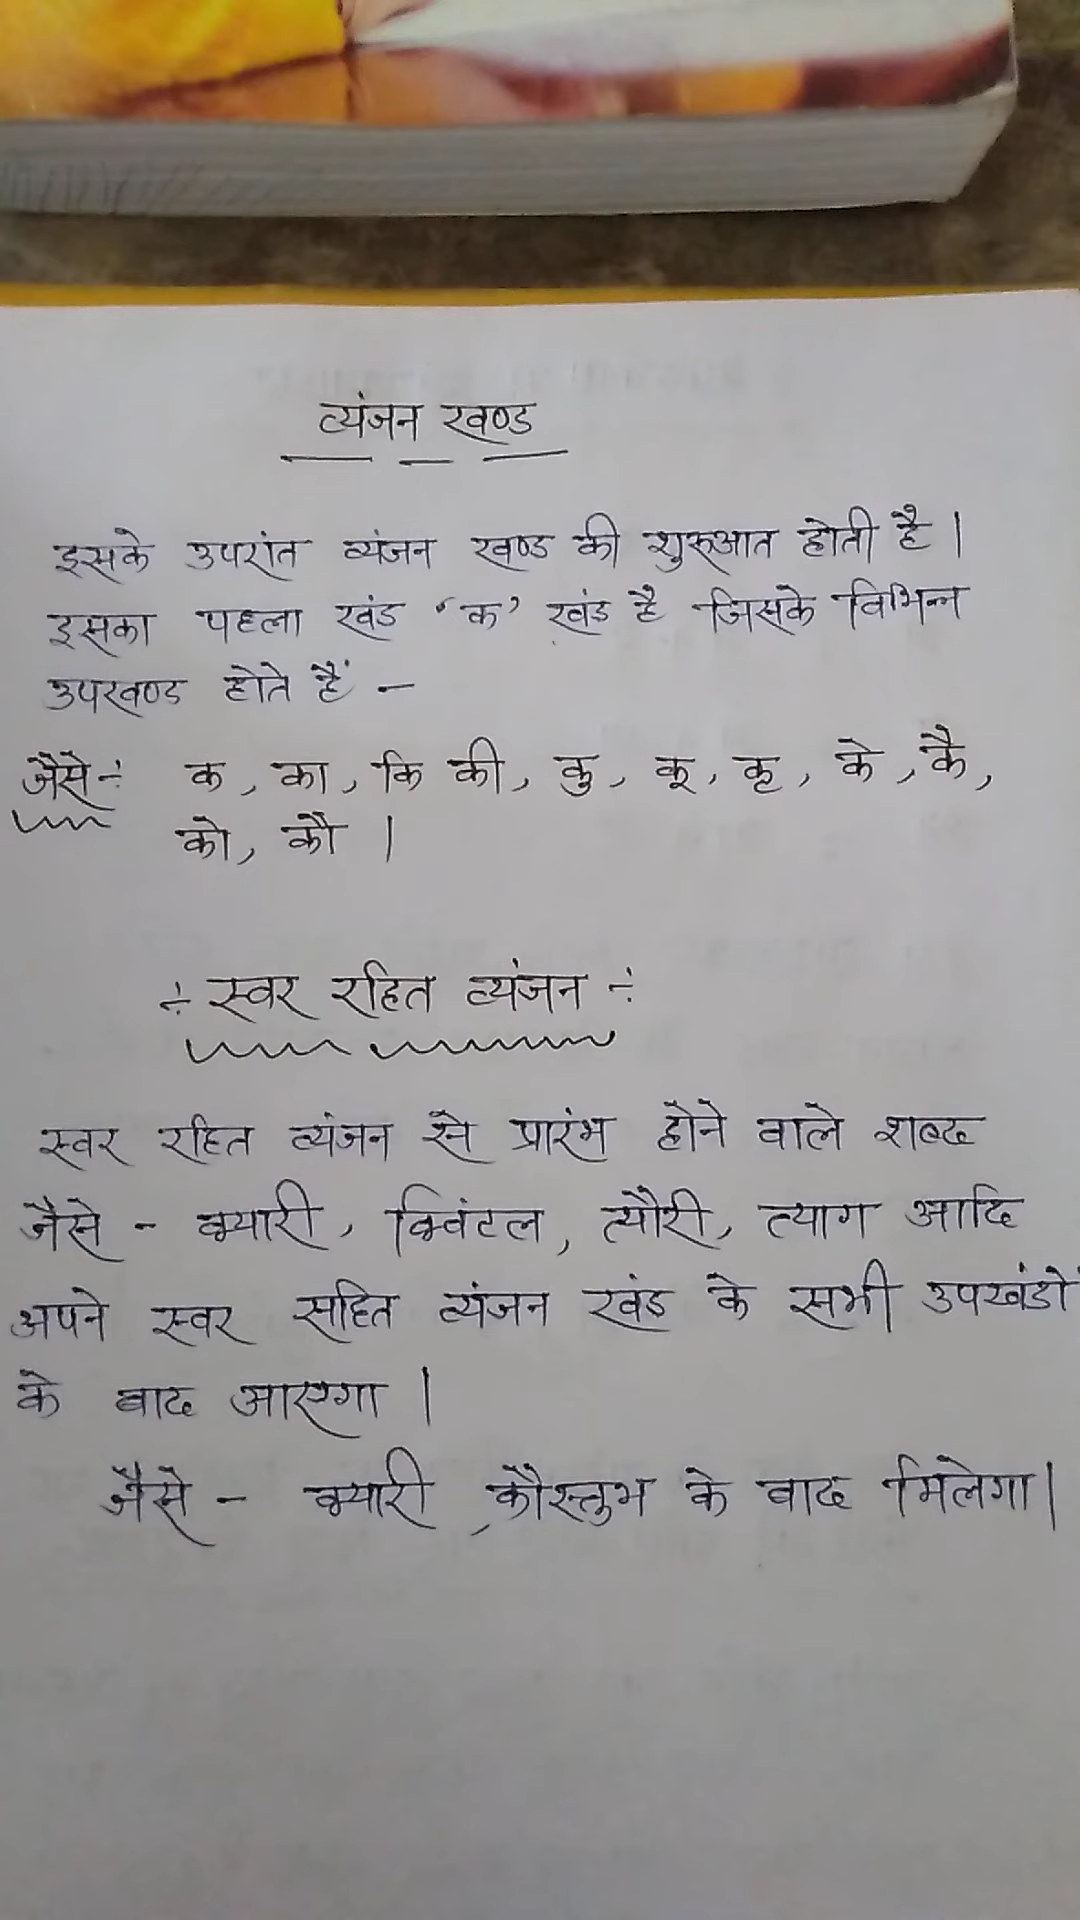 व्यंजन खण्ड
इसके उपरांत व्यंजन खण्ड की शुरुआत होती है |
इसका पहला खंड ‘क’ खंड है जिसके विभिन्न
उपखण्ड होते हैं –
जैसे-: क, का, कि की, कु, कू, कृ, के, कै,
को, कौ |
-: स्वर रहित व्यंजन -:
स्वर रहित व्यंजन से प्रारंभ होने वाले शब्द
जैसे - क्यारी, क्विंटल, त्यौरी, त्याग आदि
अपने स्वर सहित व्यंजन खंड के सभी उपखंडों
के बाद आएगा |
जैसे - क्यारी ,कौस्तुभ के बाद मिलेगा|